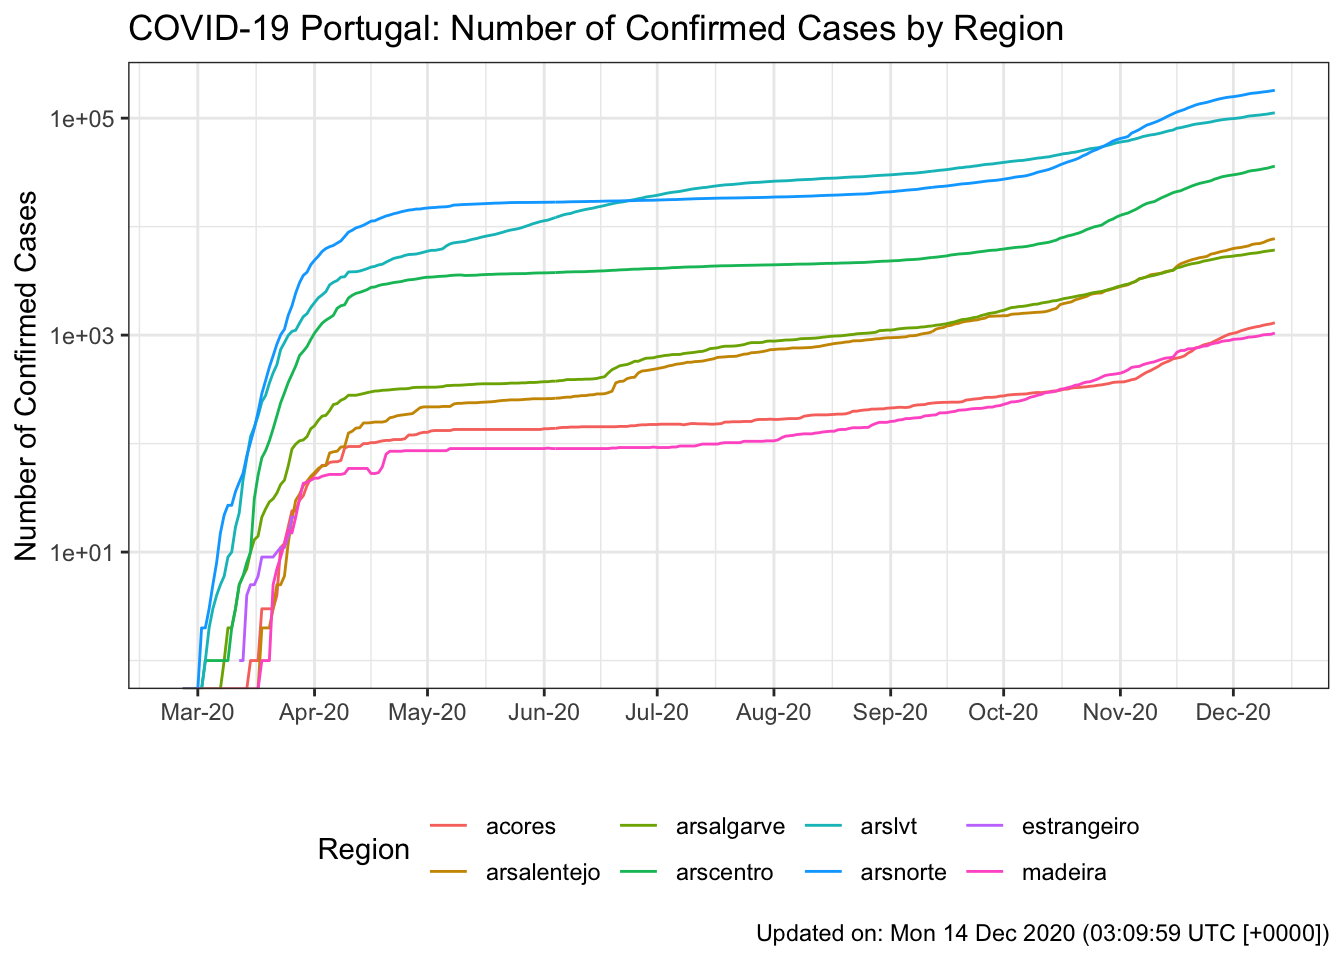 COVID-19 Portugal: Number of Confirmed Cases by Region
Number of Confirmed Cases
1e+05
1e+03
1e+01
Mar-20 Apr-20 May-20 Jun-20 Jul-20 Aug-20 Sep-20 Oct-20 Nov-20 Dec-20
Region
acores arsalgarve arslvt estrangeiro
arsalentejo arscentro arsnorte madeira
Updated on: Mon 14 Dec 2020 (03:09:59 UTC [+0000])